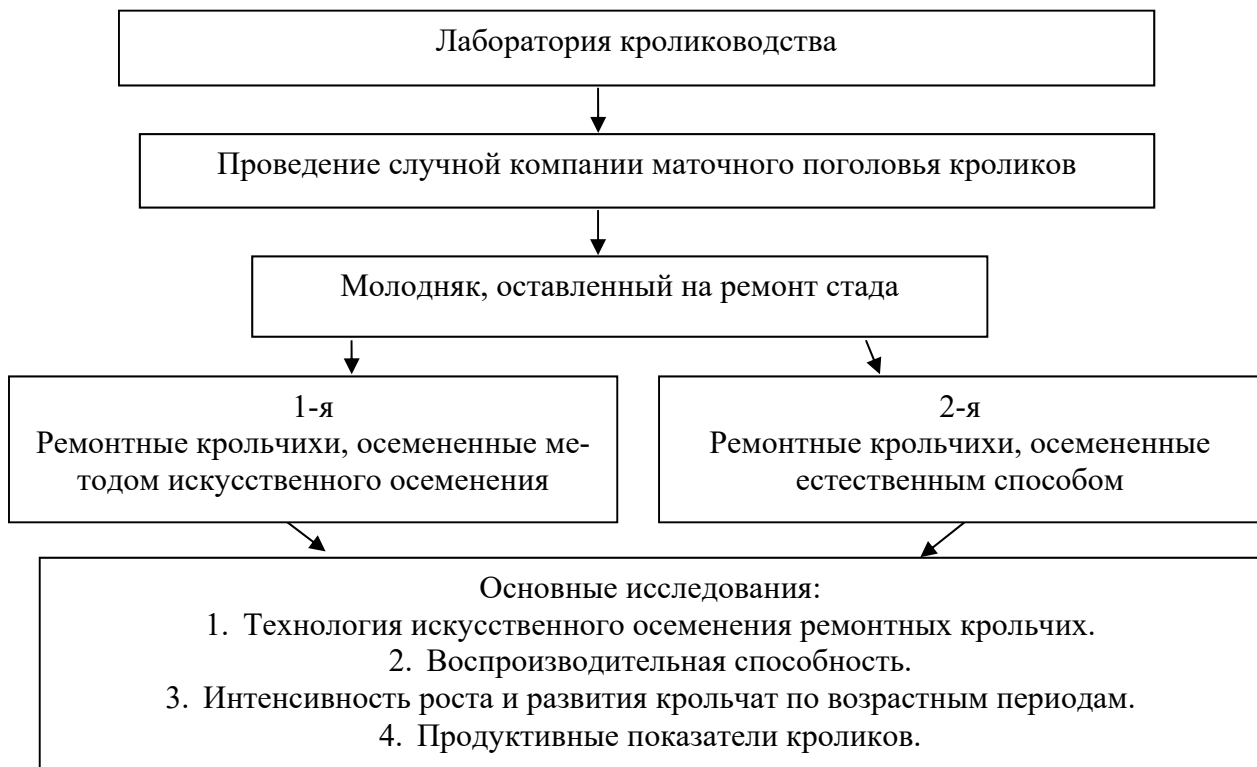 Лаборатория кролиководства
Проведение случной компании маточного поголовья кроликов
Молодняк, оставленный на ремонт стада
1-я
Ремонтные крольчихи, осемененные ме-
тодом искусственного осеменения
2-я
Ремонтные крольчихи, осемененные
естественным способом
Основные исследования:
1. Технология искусственного осеменения ремонтных крольчих.
2. Воспроизводительная способность.
3. Интенсивность роста и развития крольчат по возрастным периодам.
4. Продуктивные показатели кроликов.